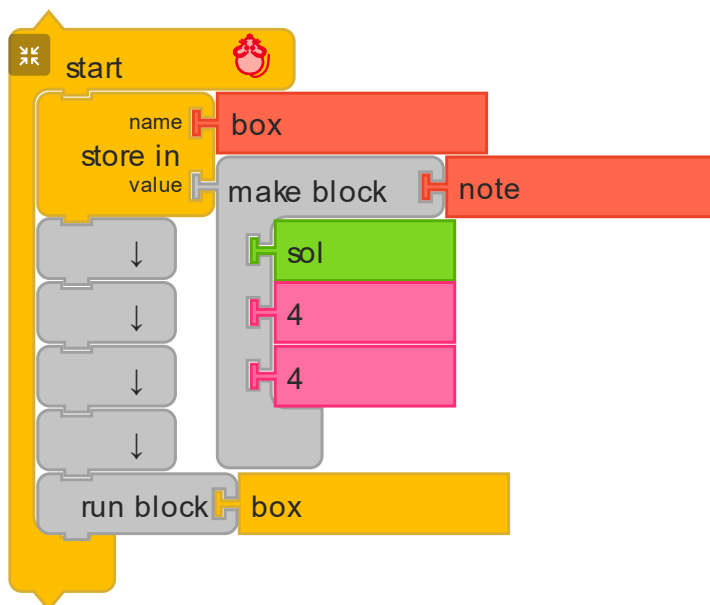 start
name
box
store in
value
make block
note
↓
sol
↓
4
↓
4
↓
run block
box